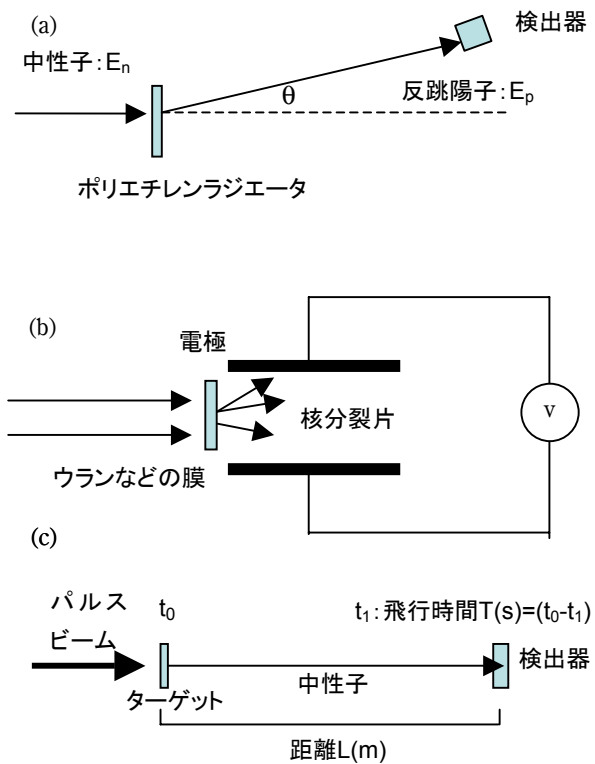 (a)
検出器
中性子：En
θ
反跳陽子：Ep
ポリエチレンラジエータ
(b)
電極
核分裂片
v
ウランなどの膜
(c)
パルス
ビーム
t0
t1：飛行時間T(s)=(t0-t1)
検出器
中性子
ターゲット
距離L(m)